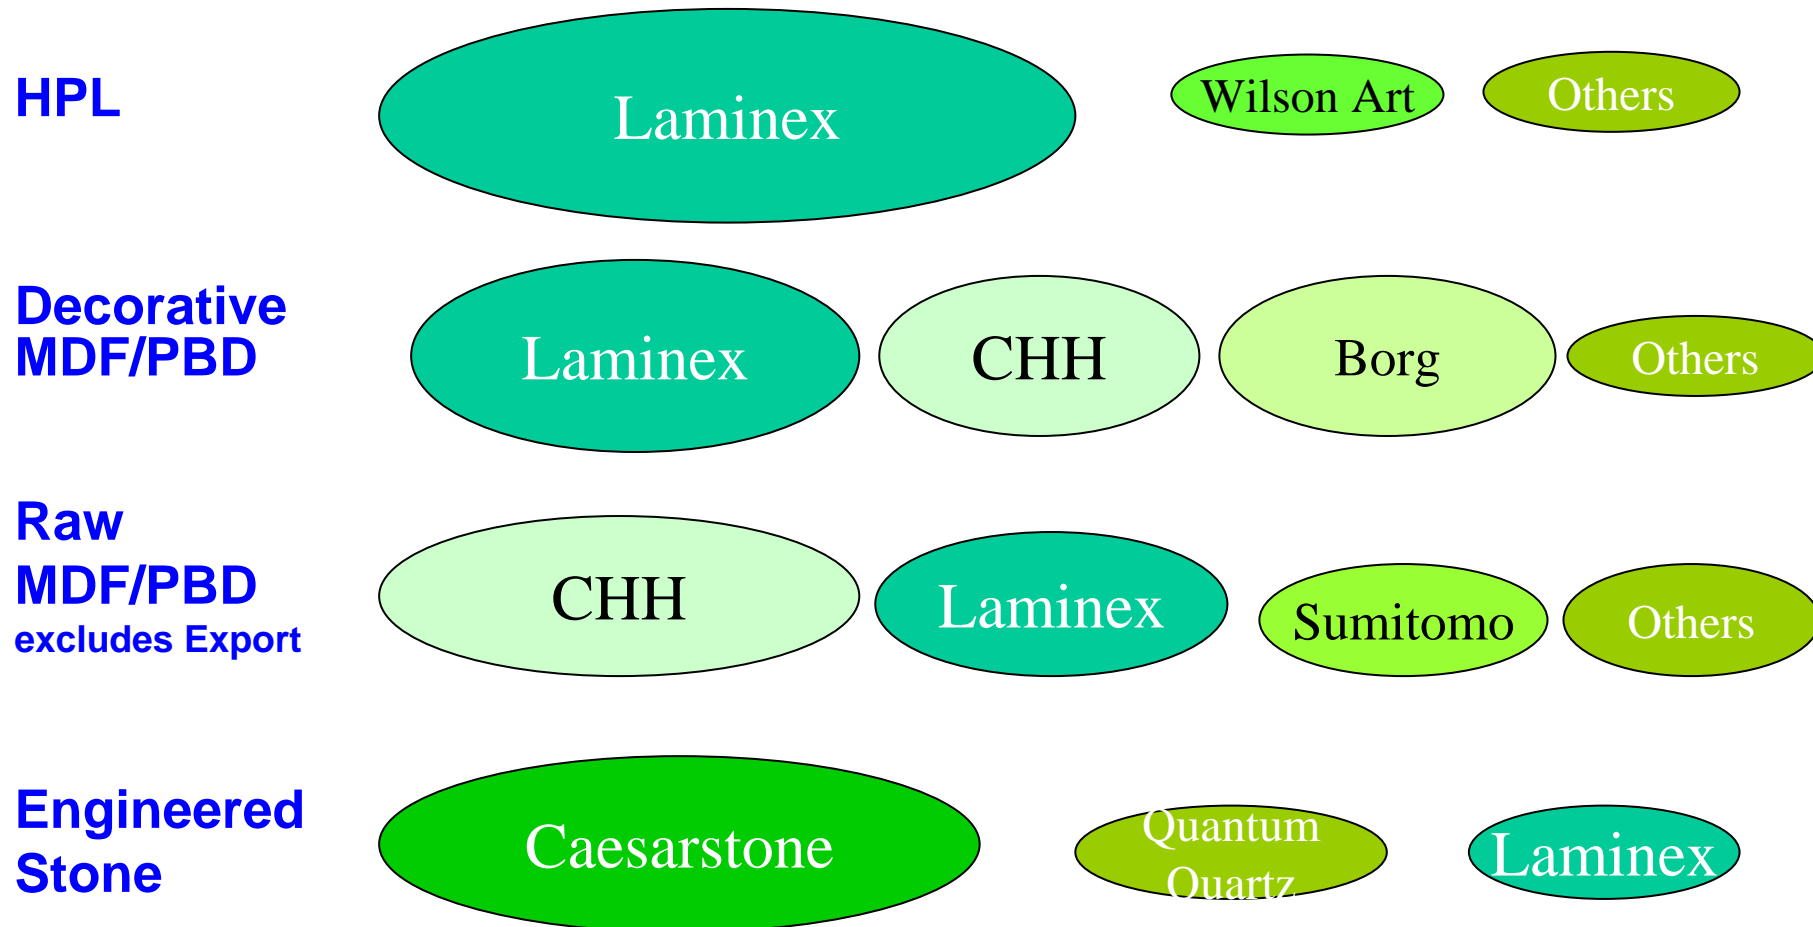 HPL
Laminex
Wilson Art
Others
Decorative
MDF/PBD
Laminex
CHH
Borg
Others
Raw
MDF/PBD
excludes Export
CHH
Laminex
Sumitomo
Others
Engineered
Stone
Caesarstone
Quantum
Quartz
Laminex